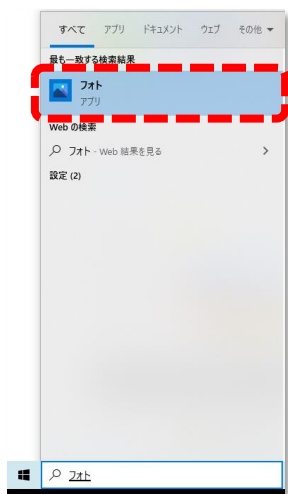 すべて アプリ ドキュメント ウェブ その他
最も一致する検索結果
フォト
アプリ
Web の検索
フォト - Web 結果を見る
設定 (2)
フォト